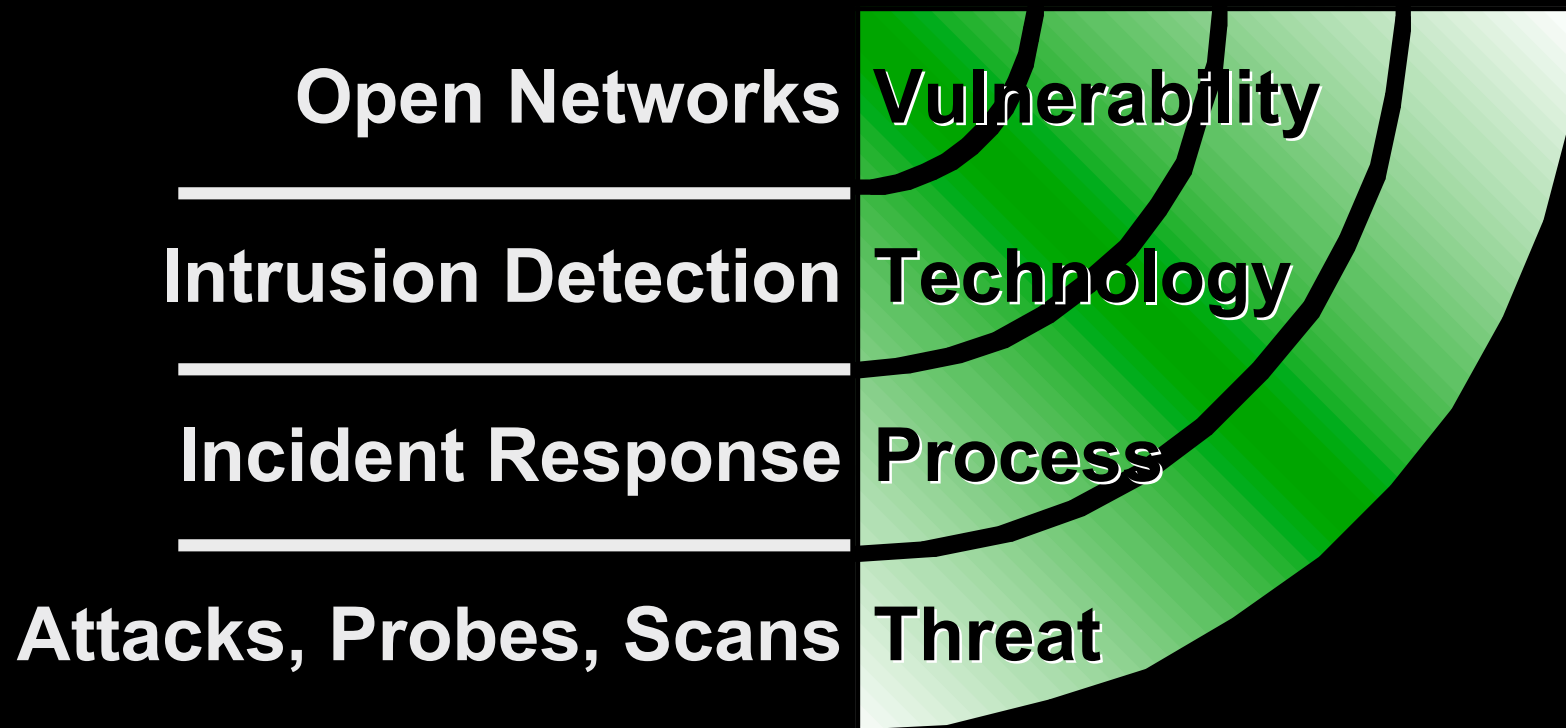 Open Networks Vulnerability
Intrusion Detection Technology
Incident Response Process
Attacks, Probes, Scans Threat